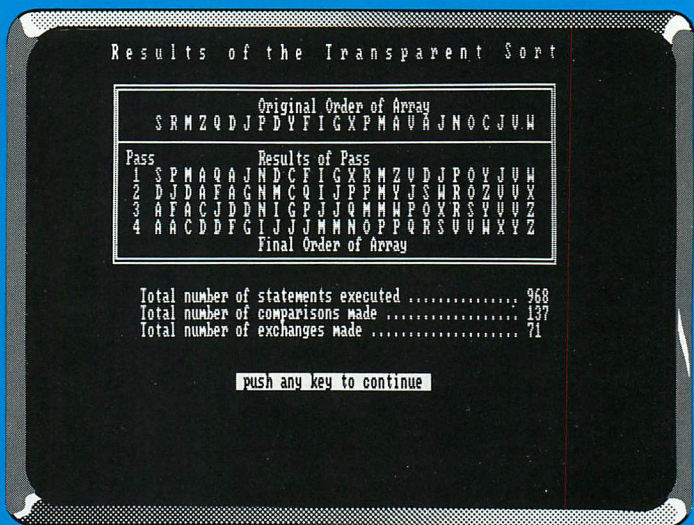 Results of the Transparent Sort
Original Order of Array
S R M Z Q D J P D Y F I G X P M A V A J N O C J V W
Pass Results of Pass
1 S P M A Q A J N D C F I G X R M Z V D J P O Y J V W
2 D J D A F A G N M C Q I J P P M Y J S W R O Z V V X
3 A F A C J D D N I G P J J Q M M W P O X R S Y V V Z
4 A A C D D F G I J J J M M N O P P Q R S V V W X Y Z
Final Order of Array
Total number of statements executed ............... 968
Total number of comparisons made .................. 137
Total number of exchanges made .................... 71
push any key to continue